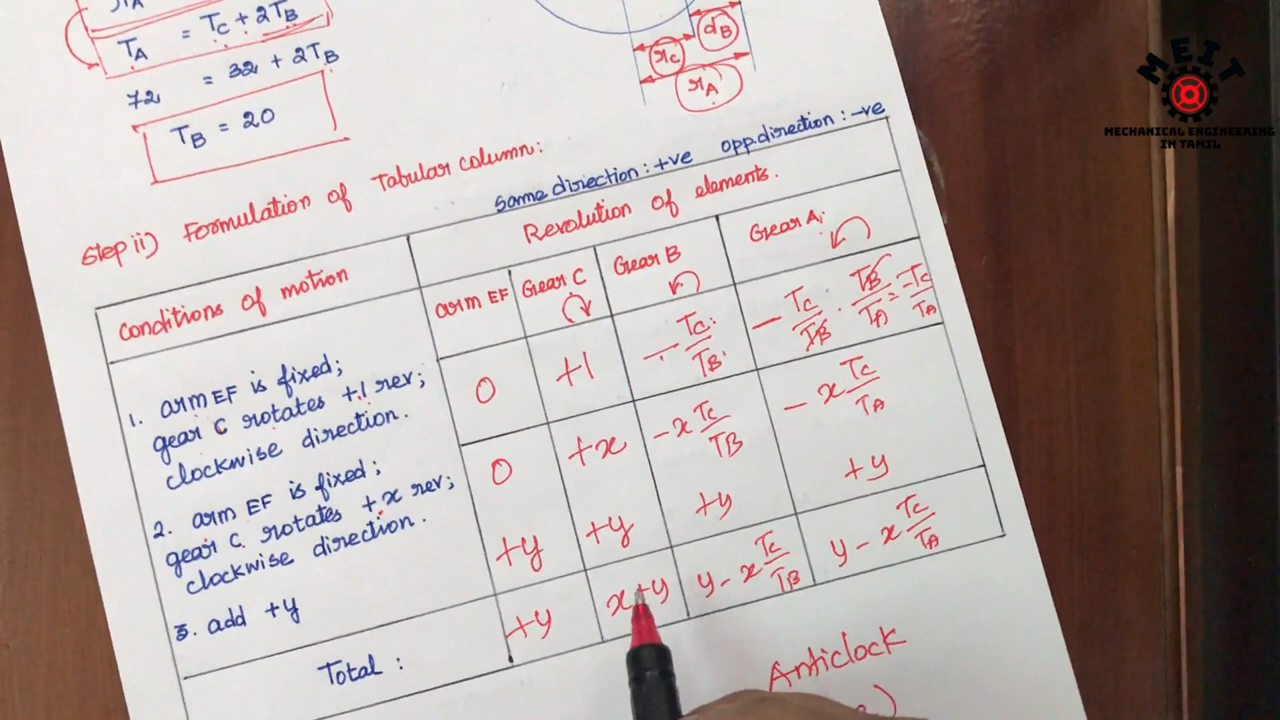 TA = TC + 2TB
72 = 32 + 2TB
TB = 20
rC
dB
rA
MEIT
MECHANICAL ENGINEERING
IN TAMIL
Step ii) Formulation of Tabular column:
same direction : +ve opp.direction : -ve
conditions of motion
Revolution of elements.
arm EF
Gear C
Gear B
Gear A
1. arm EF is fixed;
gear C rotates +1 rev;
clockwise direction.
0
+1
- TC/TB
- TC/TB · TB/TA = -TC/TA
2. arm EF is fixed;
gear C rotates +x rev;
clockwise direction.
0
+x
-x TC/TB
- x TC/TA
3. add +y
+y
+y
+y
+y
Total :
+y
x+y
y - x TC/TB
y - x TC/TA
Anticlock